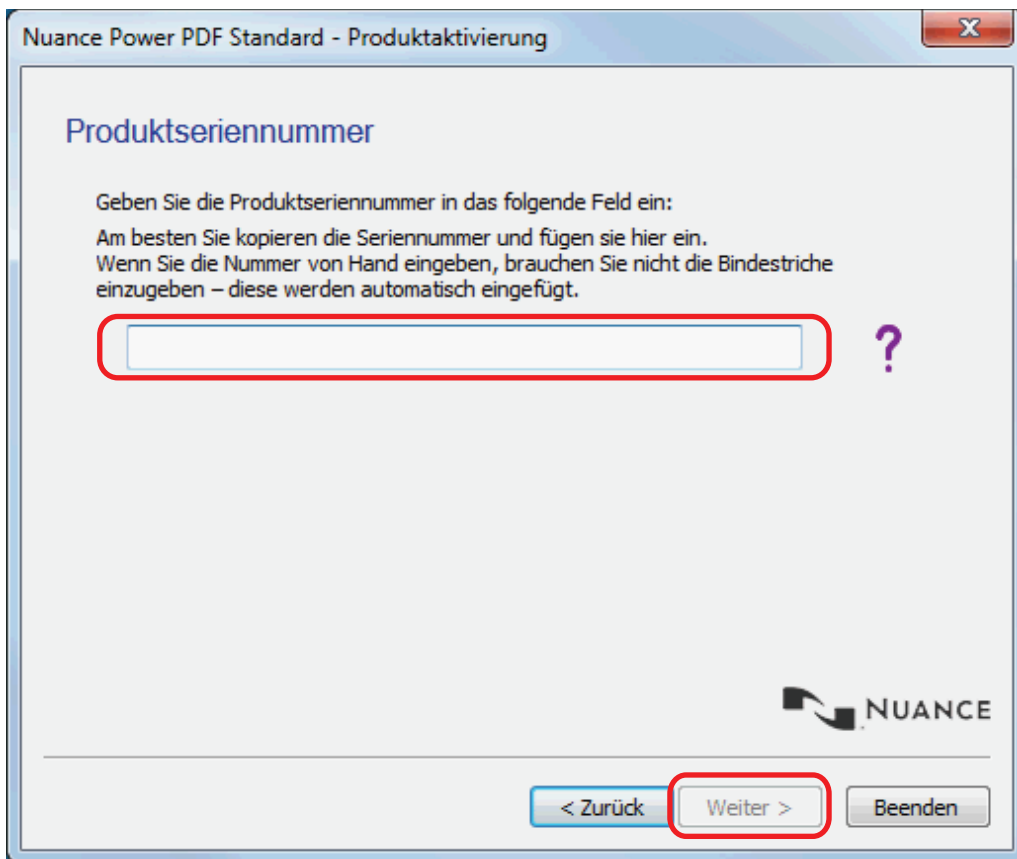 Nuance Power PDF Standard - Produktaktivierung
Produktseriennummer
Geben Sie die Produktseriennummer in das folgende Feld ein:
Am besten Sie kopieren die Seriennummer und fügen sie hier ein.
Wenn Sie die Nummer von Hand eingeben, brauchen Sie nicht die Bindestriche
einzugeben – diese werden automatisch eingefügt.
?
NUANCE
< Zurück Weiter > Beenden